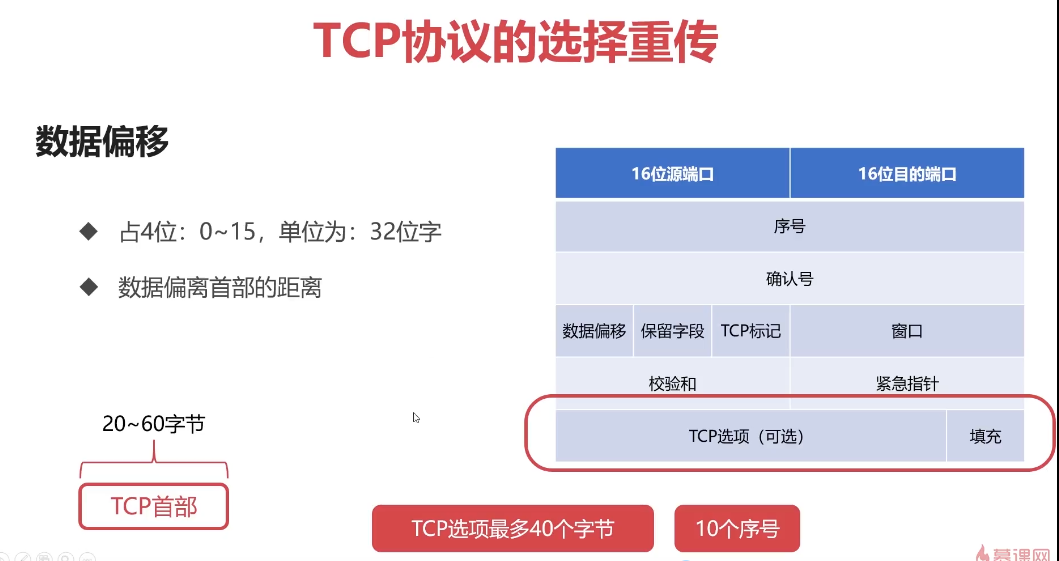 TCP协议的选择重传
数据偏移
占4位：0~15，单位为：32位字
数据偏离首部的距离
16位源端口
16位目的端口
序号
确认号
数据偏移
保留字段
TCP标记
窗口
校验和
紧急指针
TCP选项（可选）
填充
20~60字节
TCP首部
TCP选项最多40个字节
10个序号
慕课网